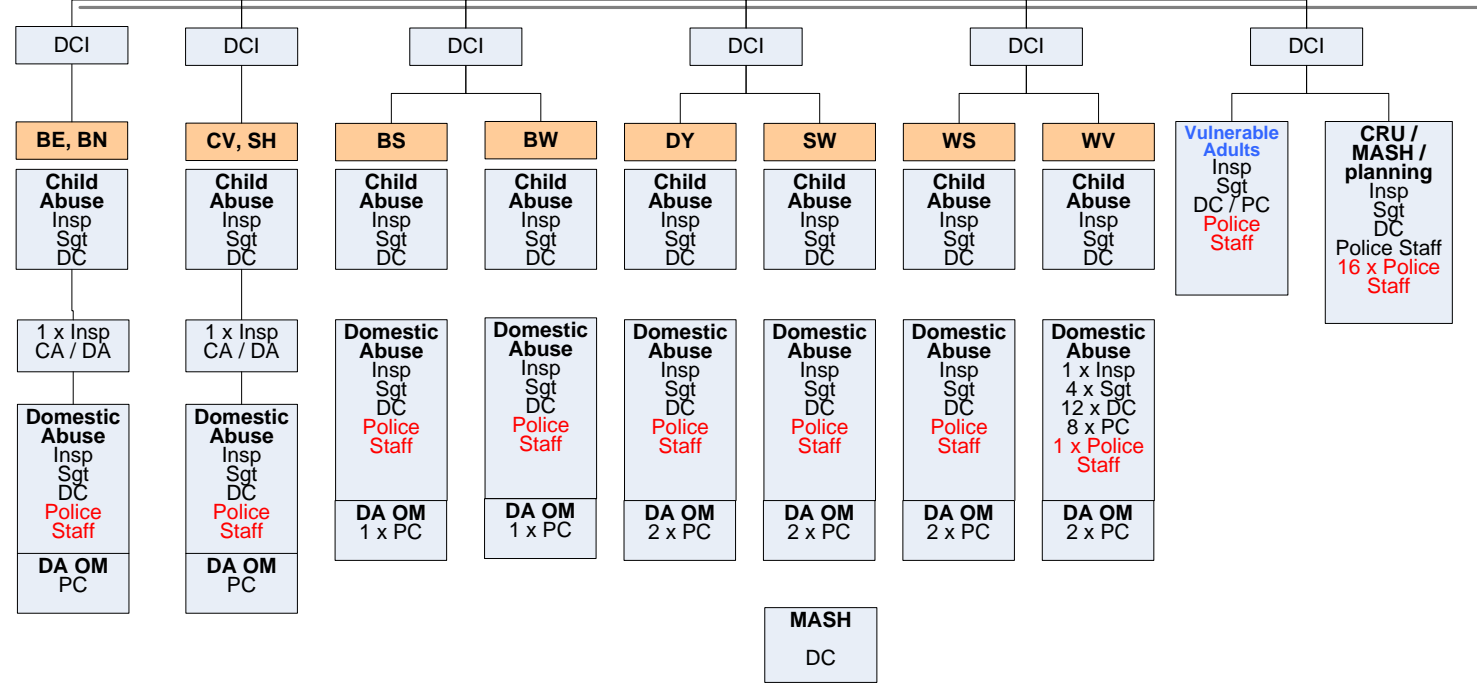 DCI
DCI
DCI
DCI
DCI
DCI
BE, BN
Child
Abuse
Insp
Sgt
DC
1 x Insp
CA / DA
Domestic
Abuse
Insp
Sgt
DC
Police
Staff
DA OM
PC
CV, SH
Child
Abuse
Insp
Sgt
DC
1 x Insp
CA / DA
Domestic
Abuse
Insp
Sgt
DC
Police
Staff
DA OM
PC
BS
Child
Abuse
Insp
Sgt
DC
Domestic
Abuse
Insp
Sgt
DC
Police
Staff
DA OM
1 x PC
BW
Child
Abuse
Insp
Sgt
DC
Domestic
Abuse
Insp
Sgt
DC
Police
Staff
DA OM
1 x PC
DY
Child
Abuse
Insp
Sgt
DC
Domestic
Abuse
Insp
Sgt
DC
Police
Staff
DA OM
2 x PC
SW
Child
Abuse
Insp
Sgt
DC
Domestic
Abuse
Insp
Sgt
DC
Police
Staff
DA OM
2 x PC
MASH
DC
WS
Child
Abuse
Insp
Sgt
DC
Domestic
Abuse
Insp
Sgt
DC
Police
Staff
DA OM
2 x PC
WV
Child
Abuse
Insp
Sgt
DC
Domestic
Abuse
1 x Insp
4 x Sgt
12 x DC
8 x PC
1 x Police
Staff
DA OM
2 x PC
Vulnerable
Adults
Insp
Sgt
DC / PC
Police
Staff
CRU /
MASH /
planning
Insp
Sgt
DC
Police Staff
16 x Police
Staff